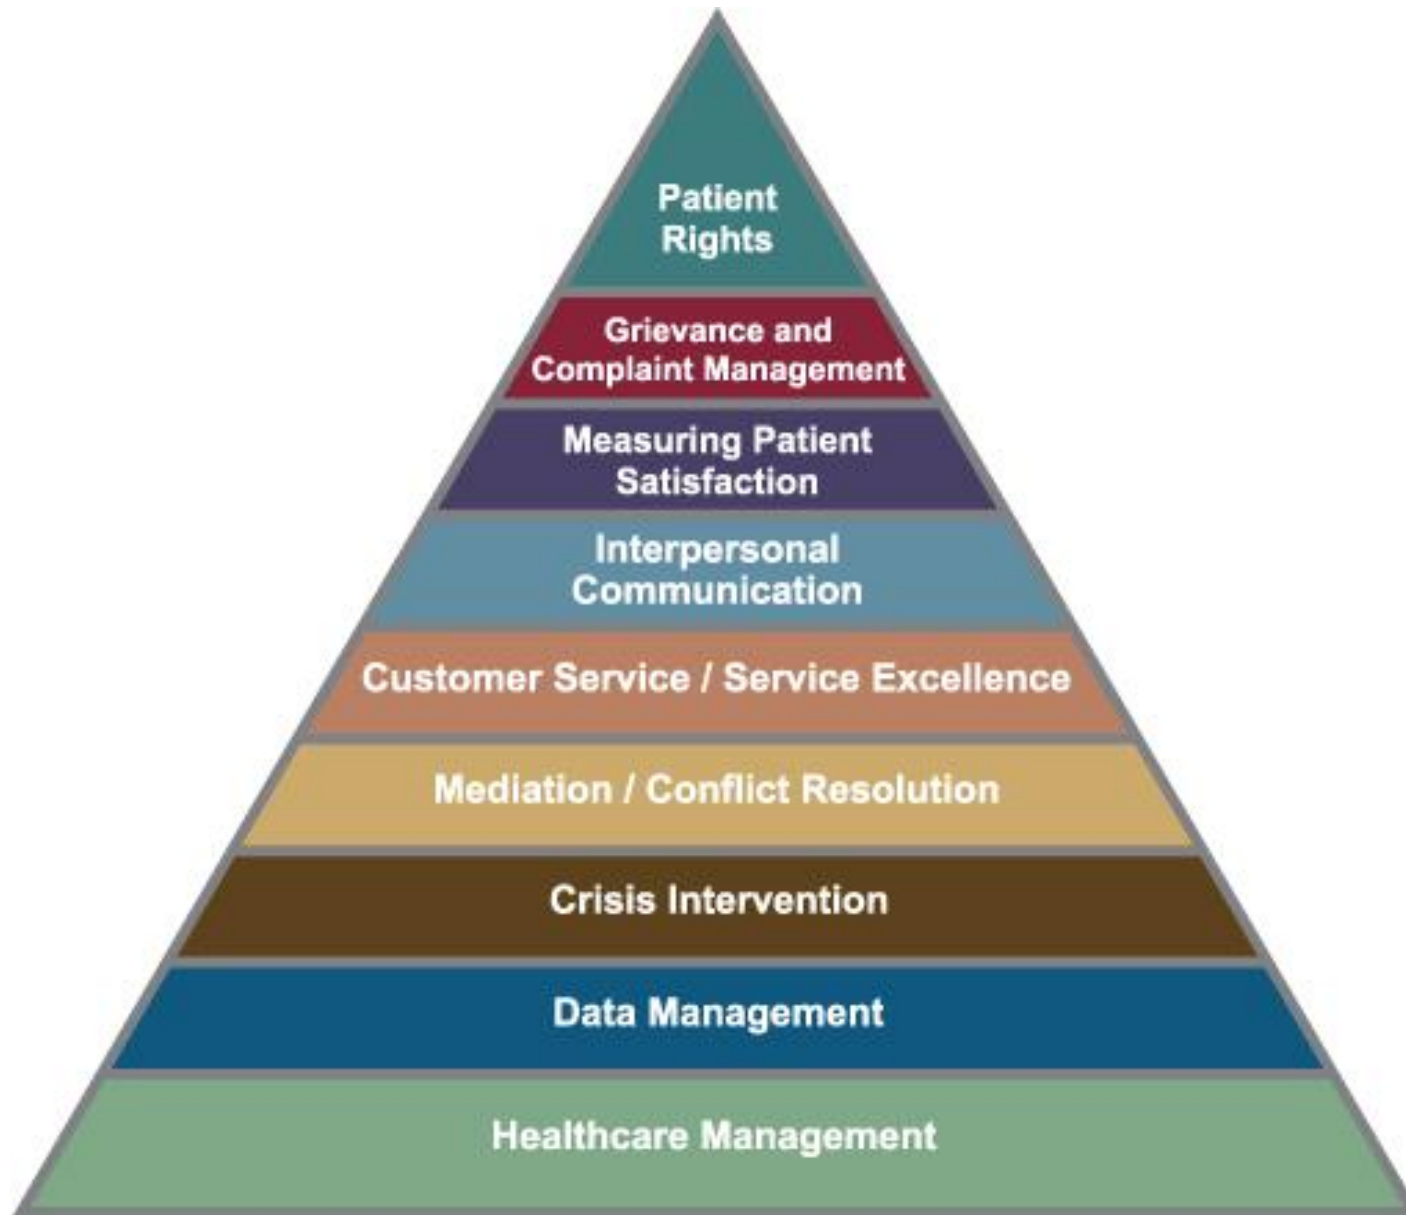 Patient
Rights
Grievance and
Complaint Management
Measuring Patient
Satisfaction
Interpersonal
Communication
Customer Service / Service Excellence
Mediation / Conflict Resolution
Crisis Intervention
Data Management
Healthcare Management